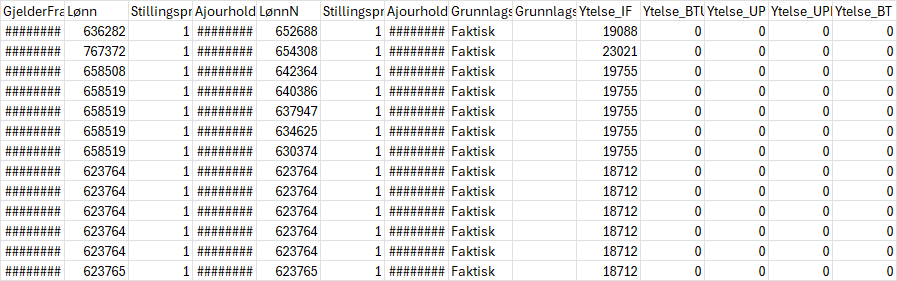 GjelderFra Lønn Stillingspr Ajourhold LønnN Stillingspr Ajourhold Grunnlags Grunnlags Ytelse_IF Ytelse_BTU Ytelse_UP Ytelse_UPI Ytelse_BT
######## 636282 1 ######## 652688 1 ######## Faktisk 19088 0 0 0 0
######## 767372 1 ######## 654308 1 ######## Faktisk 23021 0 0 0 0
######## 658508 1 ######## 642364 1 ######## Faktisk 19755 0 0 0 0
######## 658519 1 ######## 640386 1 ######## Faktisk 19755 0 0 0 0
######## 658519 1 ######## 637947 1 ######## Faktisk 19755 0 0 0 0
######## 658519 1 ######## 634625 1 ######## Faktisk 19755 0 0 0 0
######## 658519 1 ######## 630374 1 ######## Faktisk 19755 0 0 0 0
######## 623764 1 ######## 623764 1 ######## Faktisk 18712 0 0 0 0
######## 623764 1 ######## 623764 1 ######## Faktisk 18712 0 0 0 0
######## 623764 1 ######## 623764 1 ######## Faktisk 18712 0 0 0 0
######## 623764 1 ######## 623764 1 ######## Faktisk 18712 0 0 0 0
######## 623764 1 ######## 623764 1 ######## Faktisk 18712 0 0 0 0
######## 623765 1 ######## 623765 1 ######## Faktisk 18712 0 0 0 0